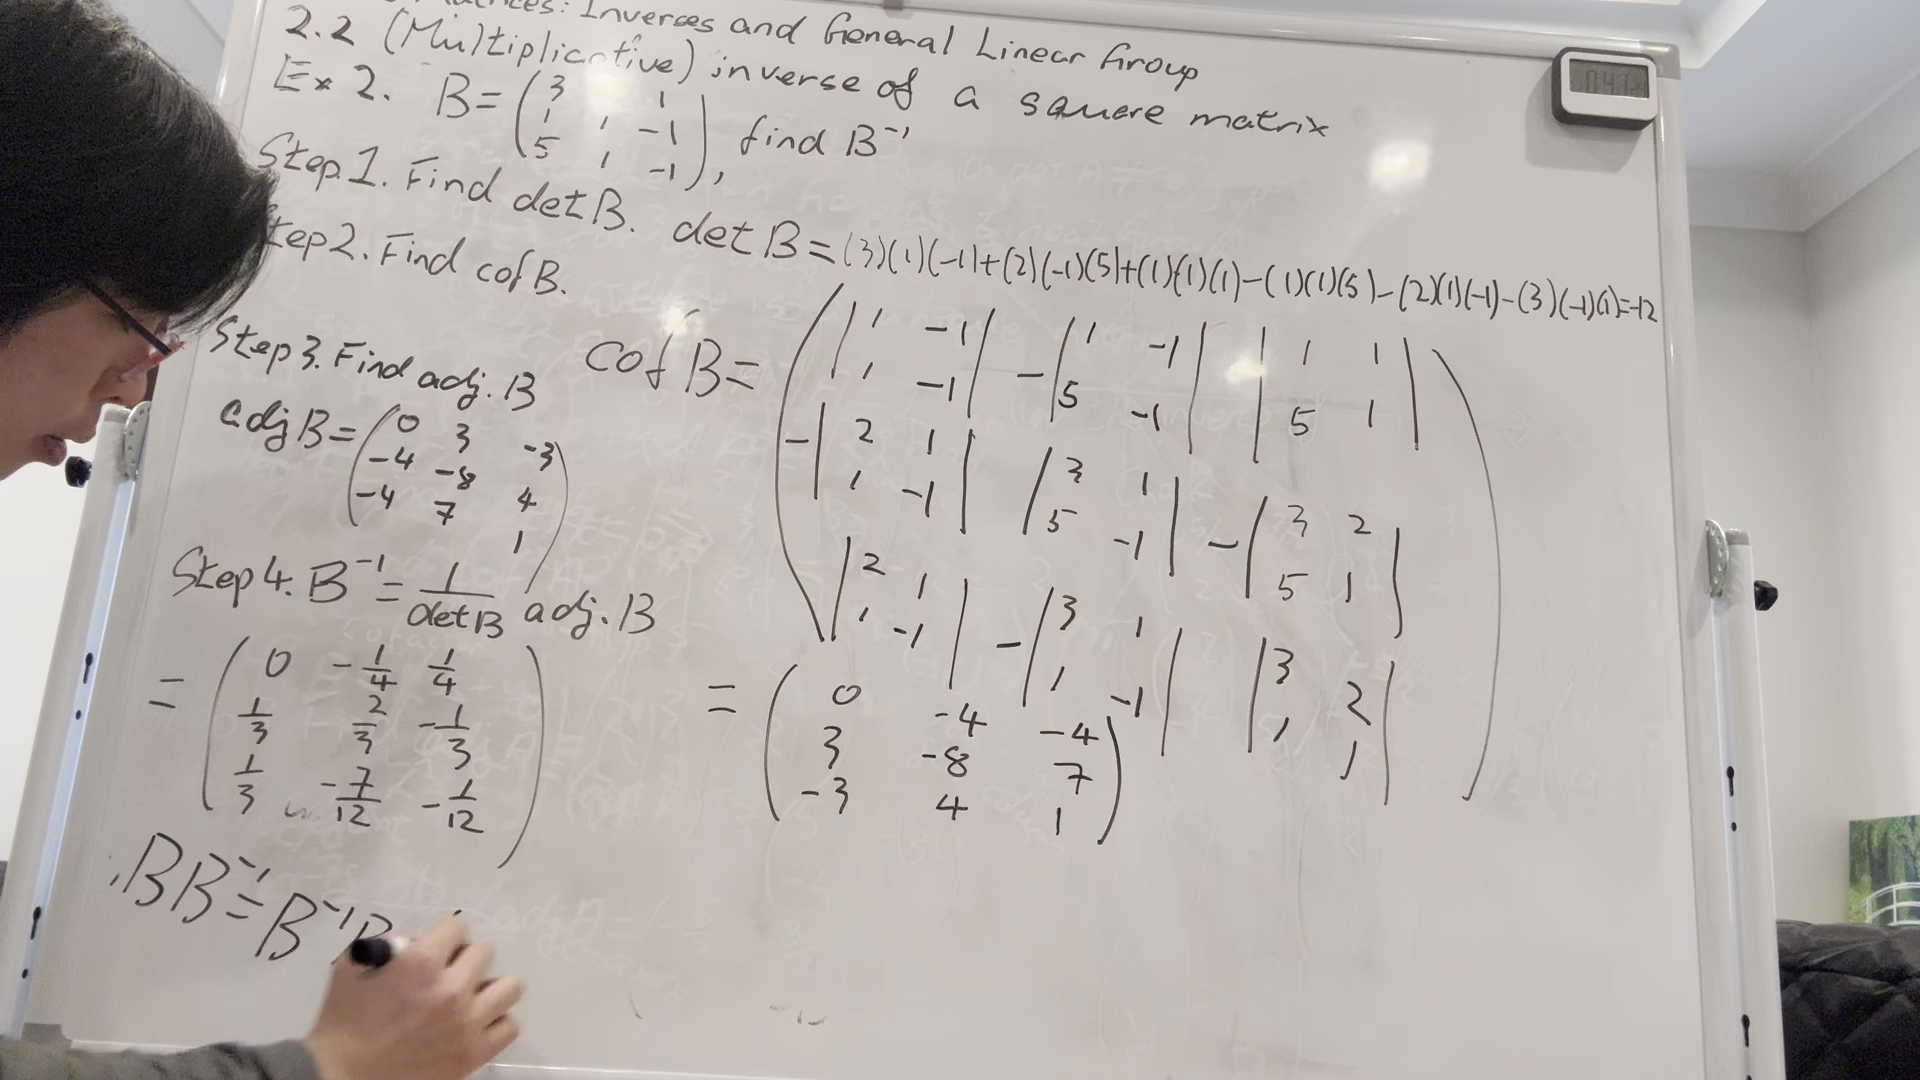 Inverses and General Linear Group
2.2 (Multiplicative) inverse of a square matrix
Ex 2. B = (3 1
1 1 -1
5 1 -1), find B⁻¹
Step 1. Find det B. det B = (3)(1)(-1)+(2)(-1)(5)+(1)(1)(1)-(1)(1)(5)-(2)(1)(-1)-(3)(-1)(1)=-12
Step 2. Find cof B.
cof B = ( |1 -1 / 1 -1| -|1 -1 / 5 -1| |1 1 / 5 1|
-|2 1 / 1 -1| |3 1 / 5 -1| -|3 2 / 5 1|
|2 1 / 1 -1| -|3 1 / 1 -1| |3 2 / 1 1| )
= (0 -4 -4
3 -8 7
-3 4 1)
Step 3. Find adj. B
adj B = (0 3 -3
-4 -8 4
-4 7 1)
Step 4. B⁻¹ = 1/det B adj. B
= (0 -1/4 1/4
1/3 2/3 -1/3
1/3 -7/12 -1/12)
BB⁻¹ = B⁻¹B